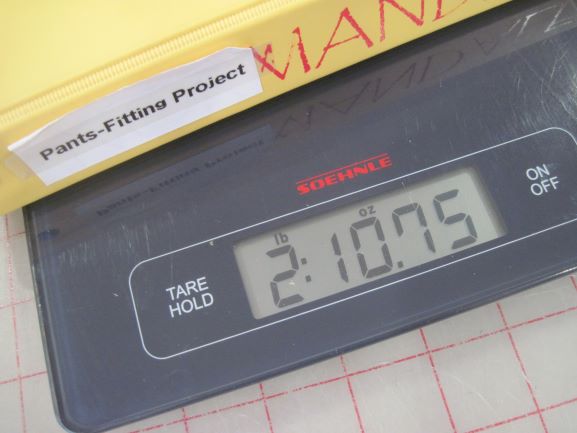 MAND
Pants-Fitting Project
SOEHNLE
ON
OFF
lb oz
2:10.75
TARE
HOLD